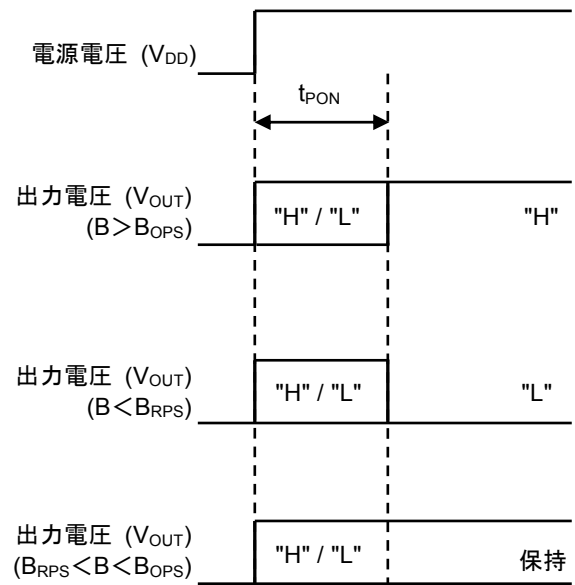 電源電圧 (VDD)
tPON
出力電圧 (VOUT)
(B＞BOPS)
"H" / "L"
"H"
出力電圧 (VOUT)
(B＜BRPS)
"H" / "L"
"L"
出力電圧 (VOUT)
(BRPS＜B＜BOPS)
"H" / "L"
保持